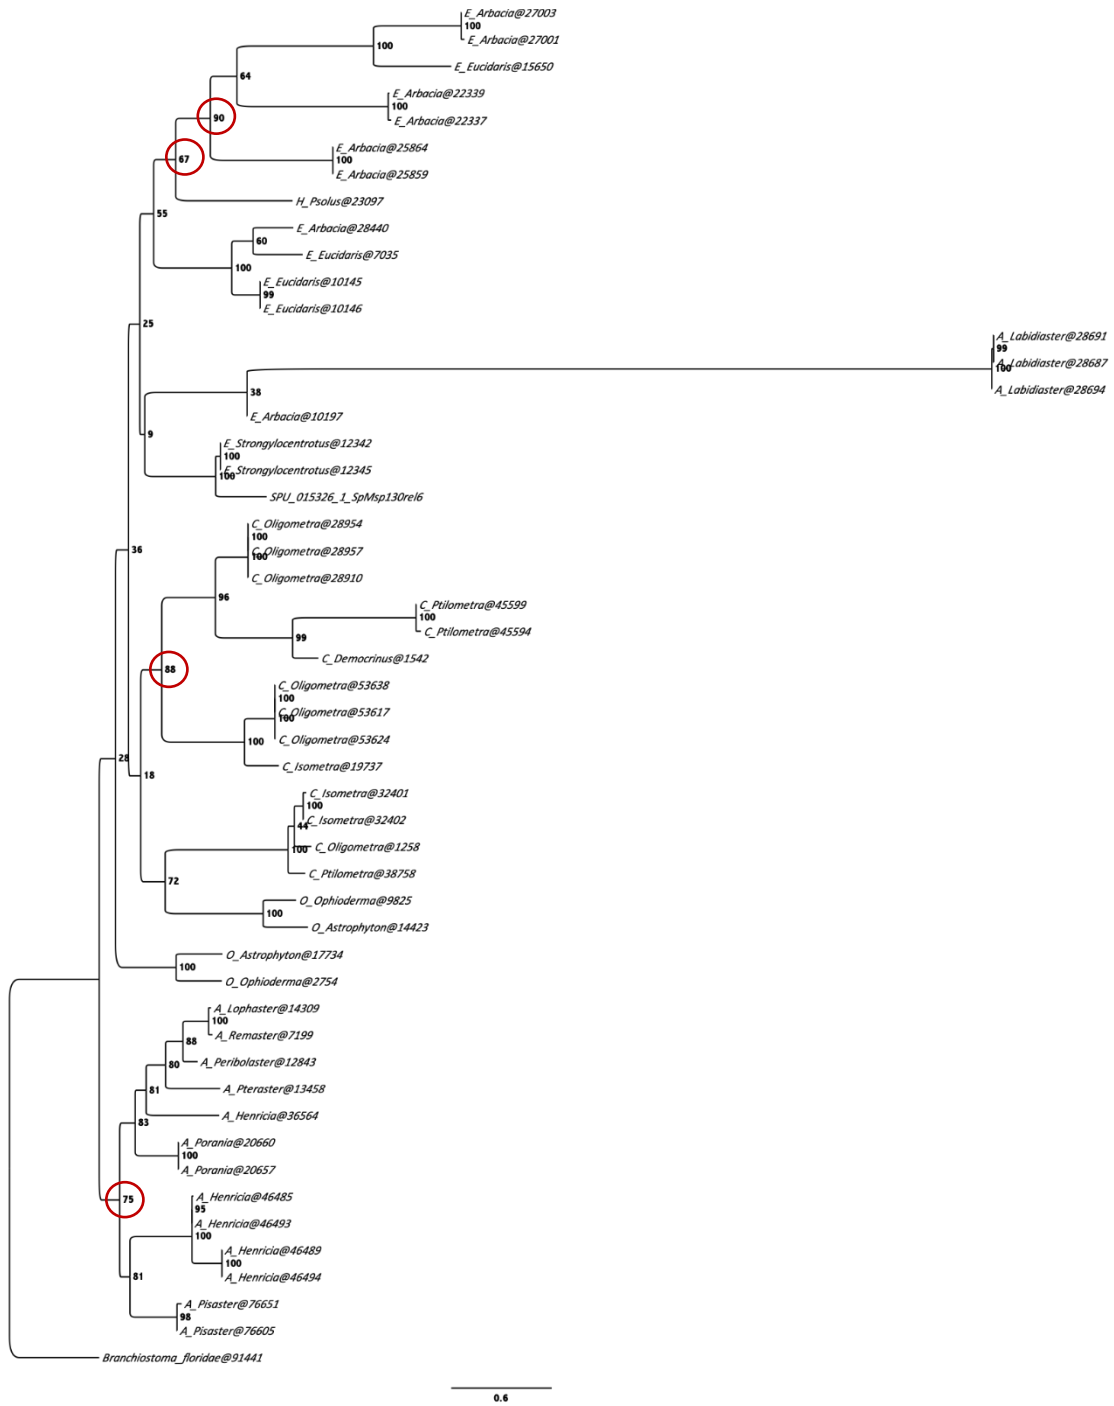 E_Arbacia@27003
100
E_Arbacia@27001
100
E_Eucidaris@15650
64
E_Arbacia@22339
100
90
E_Arbacia@22337
E_Arbacia@25864
67
100
E_Arbacia@25859
H_Psolus@23097
55
E_Arbacia@28440
60
E_Eucidaris@7035
100
E_Eucidaris@10145
99
E_Eucidaris@10146
25
A_Labidiaster@28691
99
A_Labidiaster@28687
100
A_Labidiaster@28694
38
E_Arbacia@10197
9
E_Strongylocentrotus@12342
100
E_Strongylocentrotus@12345
100
SPU_015326_1_SpMsp130rel6
C_Oligometra@28954
100
36
C_Oligometra@28957
100
C_Oligometra@28910
96
C_Ptilometra@45599
100
C_Ptilometra@45594
99
C_Democrinus@1542
88
C_Oligometra@53638
100
C_Oligometra@53617
100
C_Oligometra@53624
100
28
C_Isometra@19737
18
C_Isometra@32401
100
C_Isometra@32402
44
C_Oligometra@1258
100
C_Ptilometra@38758
72
O_Ophioderma@9825
100
O_Astrophyton@14423
O_Astrophyton@17734
100
O_Ophioderma@2754
A_Lophaster@14309
100
A_Remaster@7199
88
A_Peribolaster@12843
80
A_Pteraster@13458
81
A_Henricia@36564
83
A_Porania@20660
100
A_Porania@20657
75
A_Henricia@46485
95
A_Henricia@46493
100
A_Henricia@46489
100
A_Henricia@46494
81
A_Pisaster@76651
98
A_Pisaster@76605
Branchiostoma_floridae@91441
0.6